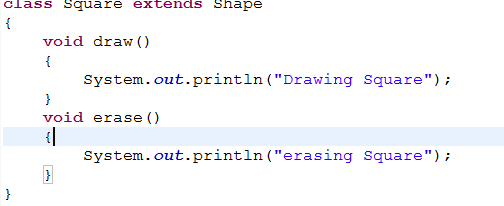 class Square extends Shape
{
void draw()
{
System.out.println("Drawing Square");
}
void erase()
{
System.out.println("erasing Square");
}
}